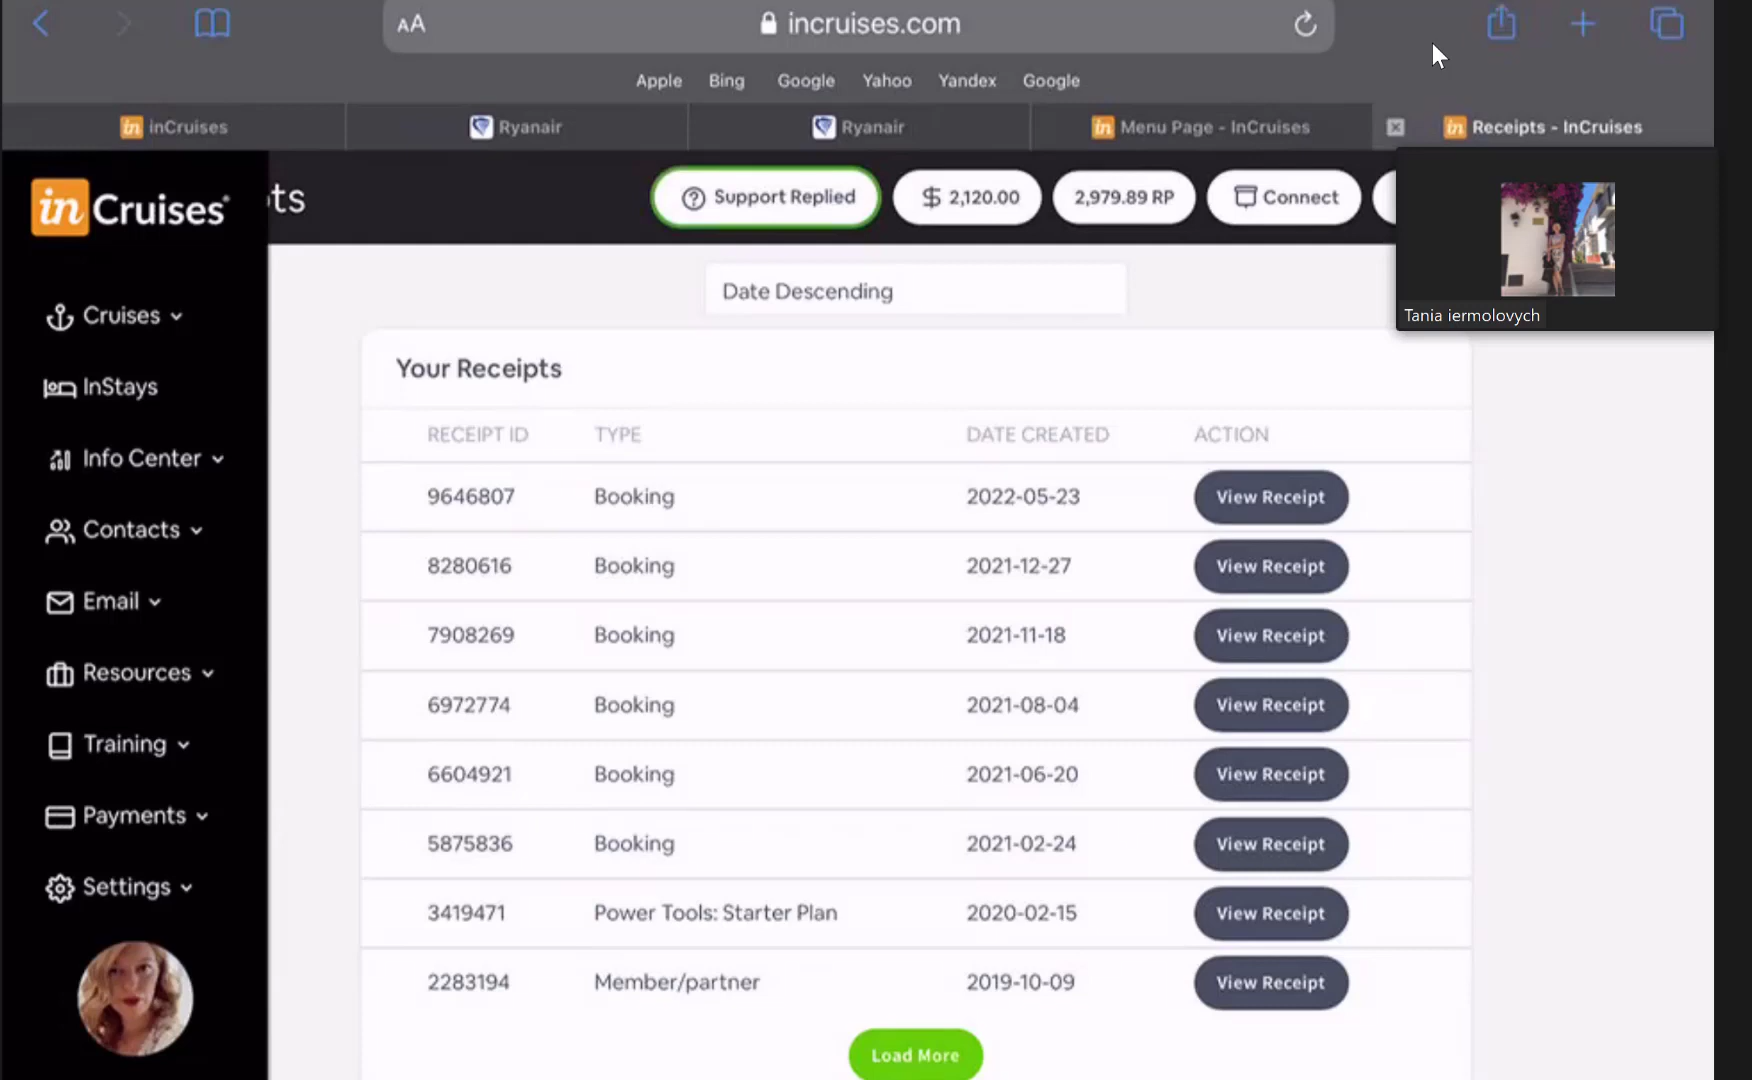 AA
incruises.com
Apple Bing Google Yahoo Yandex Google
in inCruises
Ryanair
Ryanair
in Menu Page - InCruises
in Receipts - InCruises
in Cruises®
ts
Support Replied
$ 2,120.00
2,979.89 RP
Connect
Tania iermolovych
Cruises
InStays
Info Center
Contacts
Email
Resources
Training
Payments
Settings
Date Descending
Your Receipts
RECEIPT ID TYPE DATE CREATED ACTION
9646807 Booking 2022-05-23 View Receipt
8280616 Booking 2021-12-27 View Receipt
7908269 Booking 2021-11-18 View Receipt
6972774 Booking 2021-08-04 View Receipt
6604921 Booking 2021-06-20 View Receipt
5875836 Booking 2021-02-24 View Receipt
3419471 Power Tools: Starter Plan 2020-02-15 View Receipt
2283194 Member/partner 2019-10-09 View Receipt
Load More